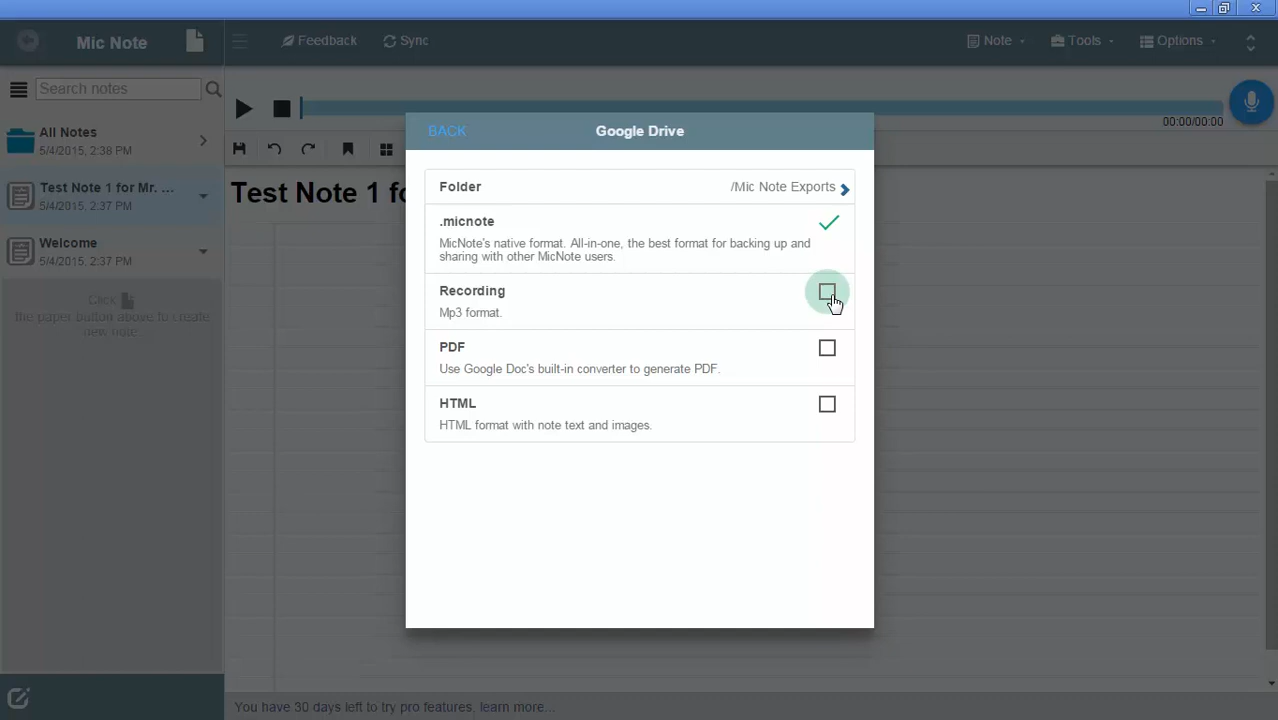 Mic Note
Feedback
Sync
Note
Tools
Options
Search notes
00:00/00:00
All Notes
5/4/2015, 2:38 PM
Test Note 1 for Mr. ...
5/4/2015, 2:37 PM
Welcome
5/4/2015, 2:37 PM
Click
the paper button above to create
new note.
Test Note 1 fo
BACK
Google Drive
Folder
/Mic Note Exports
.micnote
MicNote's native format. All-in-one, the best format for backing up and
sharing with other MicNote users.
Recording
Mp3 format.
PDF
Use Google Doc's built-in converter to generate PDF.
HTML
HTML format with note text and images.
You have 30 days left to try pro features, learn more...